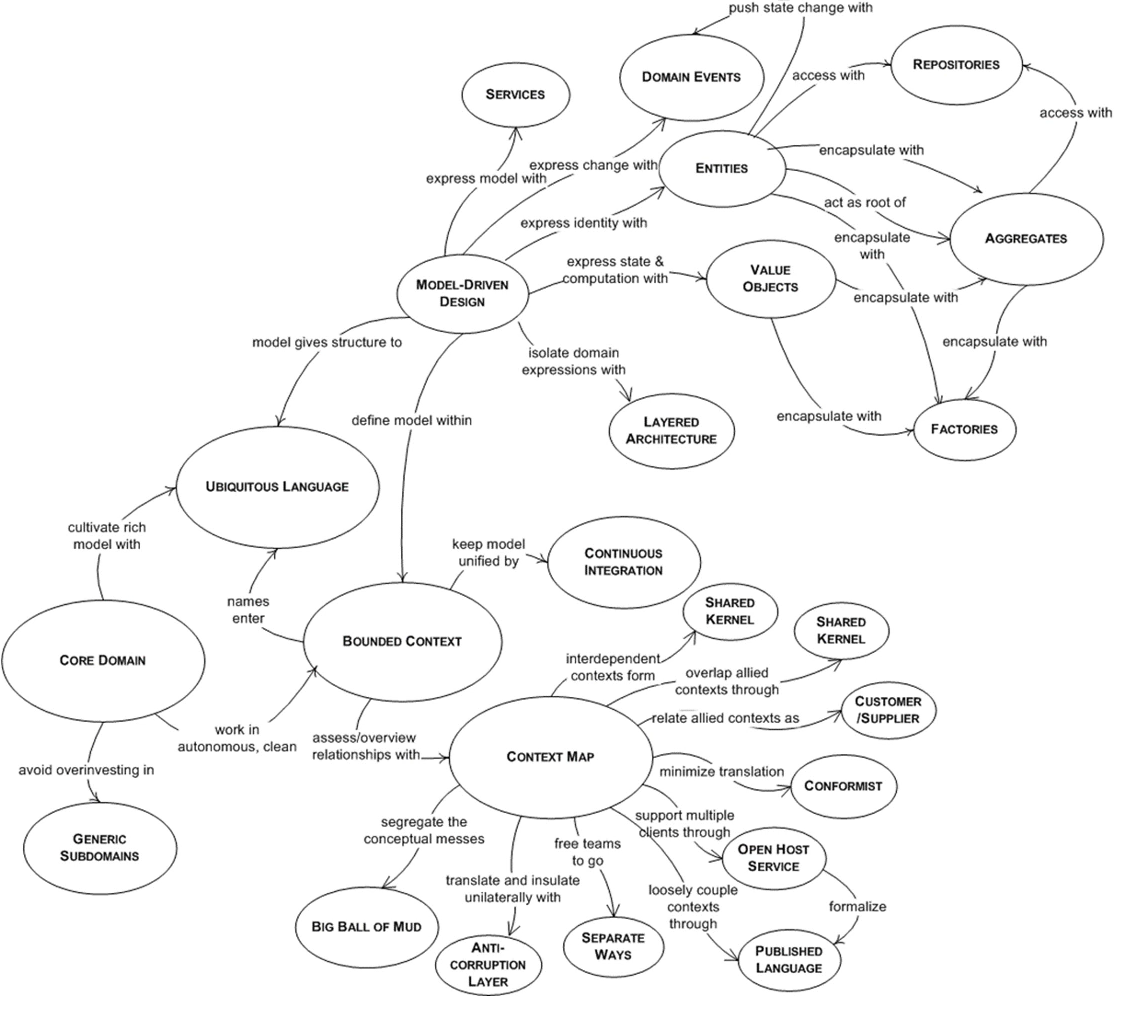 push state change with
DOMAIN EVENTS
REPOSITORIES
access with
SERVICES
access with
express change with
ENTITIES
encapsulate with
express model with
act as root of
express identity with
encapsulate
with
AGGREGATES
express state &
computation with
VALUE
OBJECTS
MODEL-DRIVEN
DESIGN
encapsulate with
model gives structure to
isolate domain
expressions with
encapsulate with
define model within
LAYERED
ARCHITECTURE
encapsulate with
FACTORIES
UBIQUITOUS LANGUAGE
cultivate rich
model with
keep model
unified by
CONTINUOUS
INTEGRATION
names
enter
SHARED
KERNEL
SHARED
KERNEL
BOUNDED CONTEXT
CORE DOMAIN
interdependent
contexts form
overlap allied
contexts through
work in
autonomous, clean
relate allied contexts as
CUSTOMER
/SUPPLIER
assess/overview
relationships with
CONTEXT MAP
avoid overinvesting in
minimize translation
CONFORMIST
GENERIC
SUBDOMAINS
segregate the
conceptual messes
free teams
to go
support multiple
clients through
OPEN HOST
SERVICE
translate and insulate
unilaterally with
loosely couple
contexts
through
formalize
BIG BALL OF MUD
ANTI-
CORRUPTION
LAYER
SEPARATE
WAYS
PUBLISHED
LANGUAGE